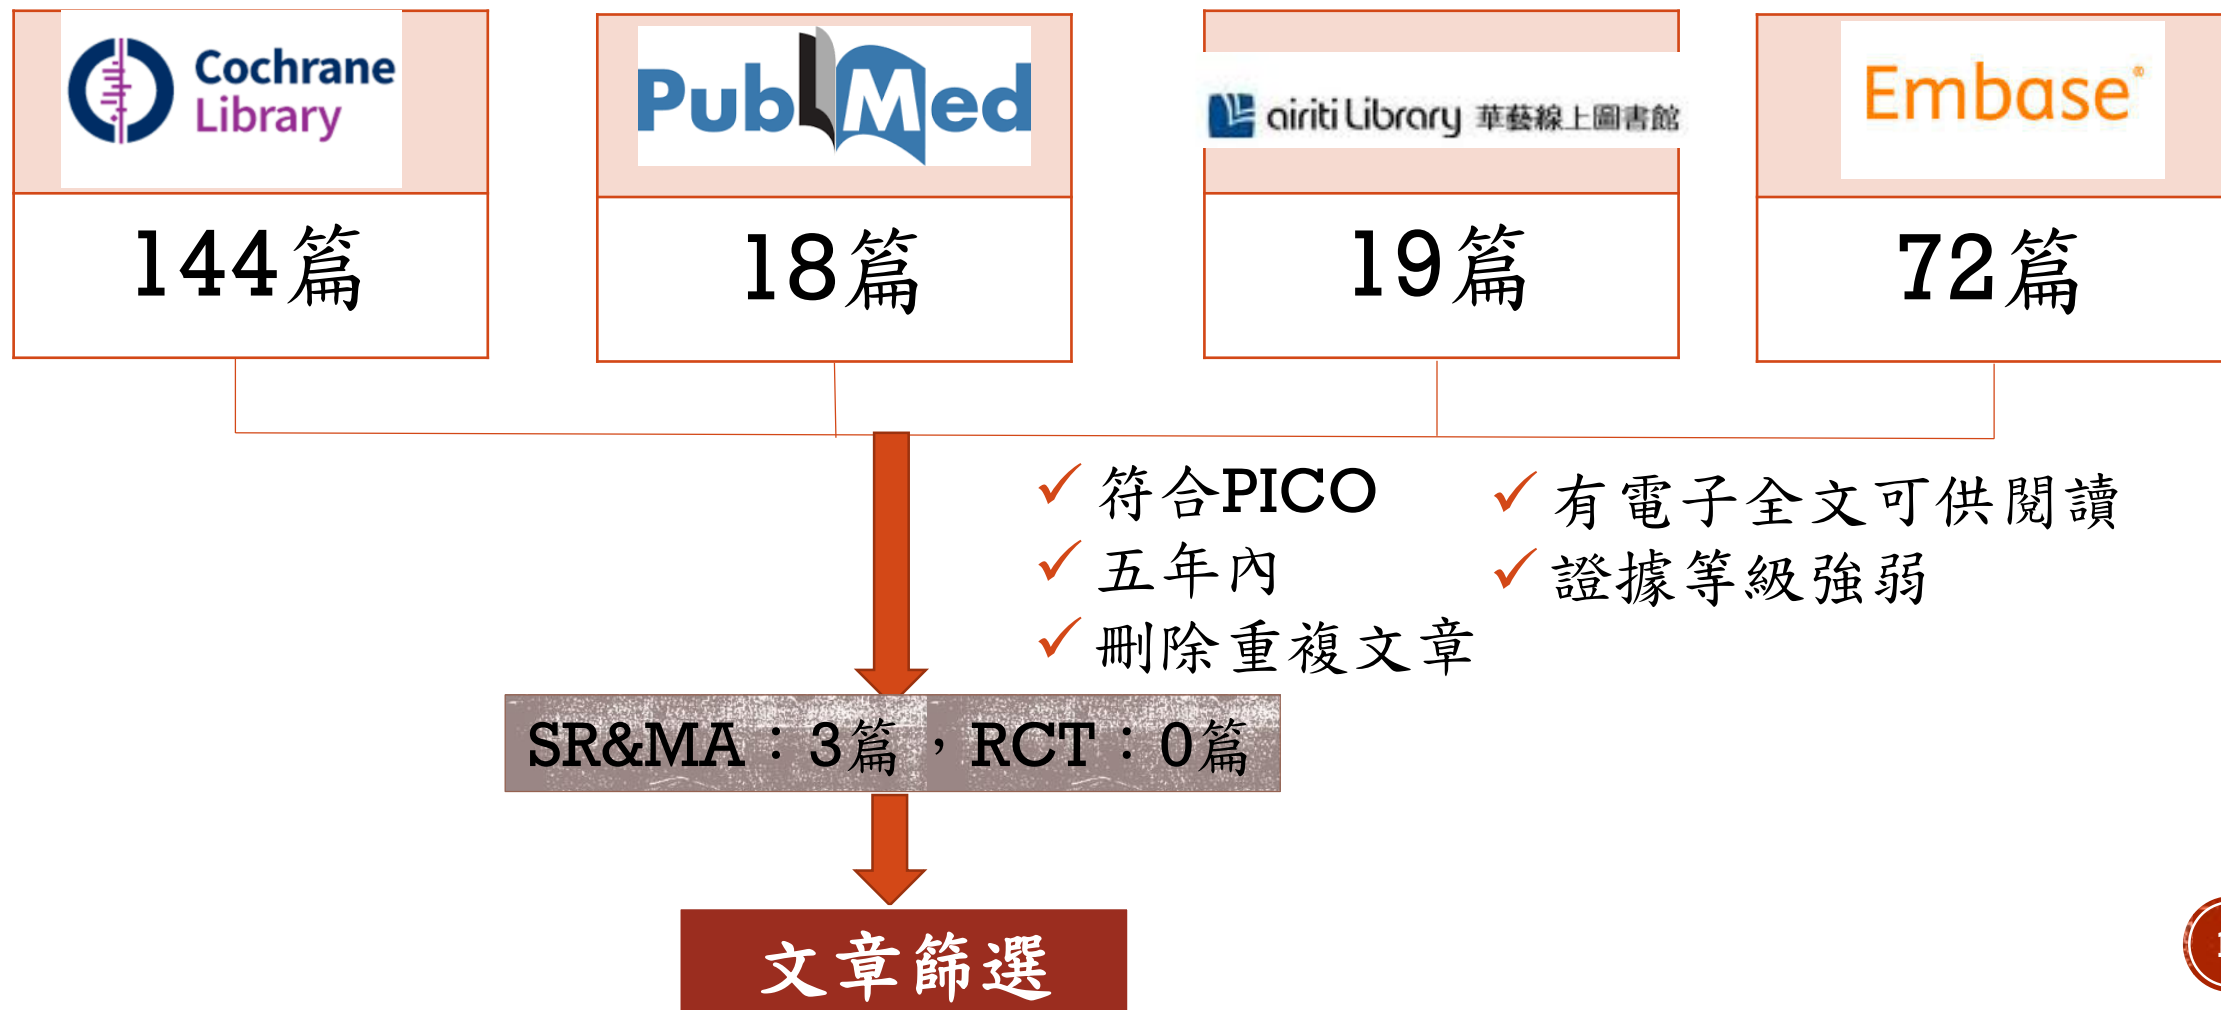 Cochrane
Library
PubMed
airiti Library 華藝線上圖書館
Embase®
144篇
18篇
19篇
72篇
✓ 符合PICO
✓ 五年內
✓ 刪除重複文章
✓ 有電子全文可供閱讀
✓ 證據等級強弱
SR&MA：3篇，RCT：0篇
文章篩選